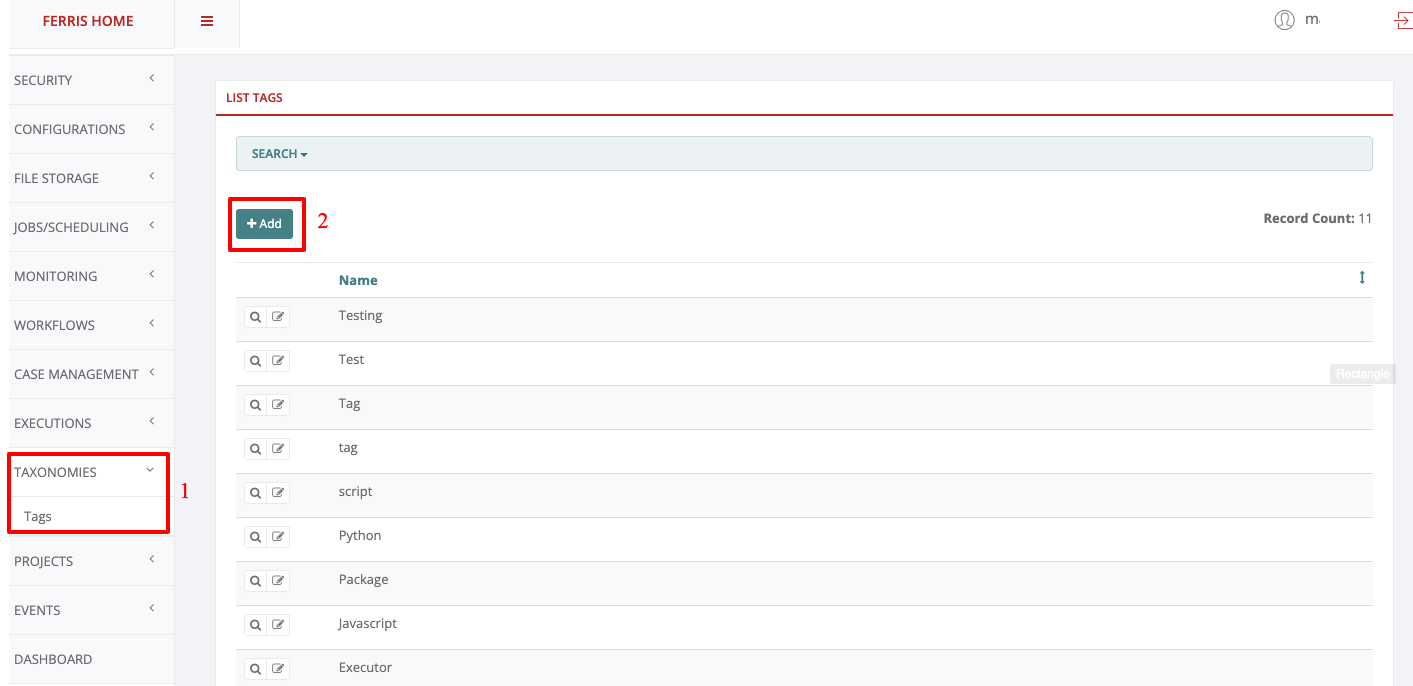 FERRIS HOME
m
SECURITY
CONFIGURATIONS
FILE STORAGE
JOBS/SCHEDULING
MONITORING
WORKFLOWS
CASE MANAGEMENT
EXECUTIONS
TAXONOMIES
1
Tags
PROJECTS
EVENTS
DASHBOARD
LIST TAGS
SEARCH
+ Add
2
Record Count: 11
Name
Testing
Test
Rectangle
Tag
tag
script
Python
Package
Javascript
Executor